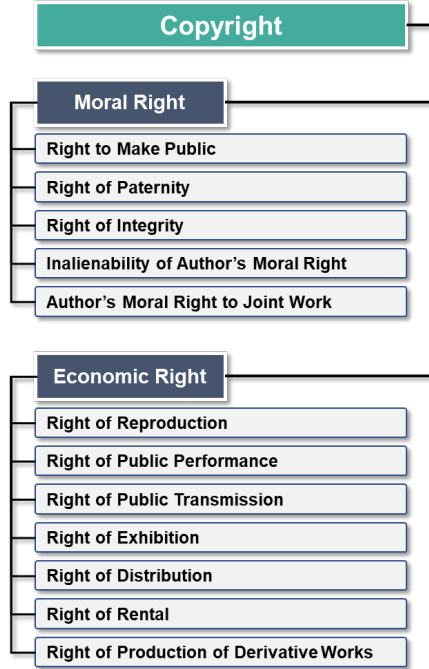 Copyright
Moral Right
Right to Make Public
Right of Paternity
Right of Integrity
Inalienability of Author's Moral Right
Author's Moral Right to Joint Work
Economic Right
Right of Reproduction
Right of Public Performance
Right of Public Transmission
Right of Exhibition
Right of Distribution
Right of Rental
Right of Production of Derivative Works